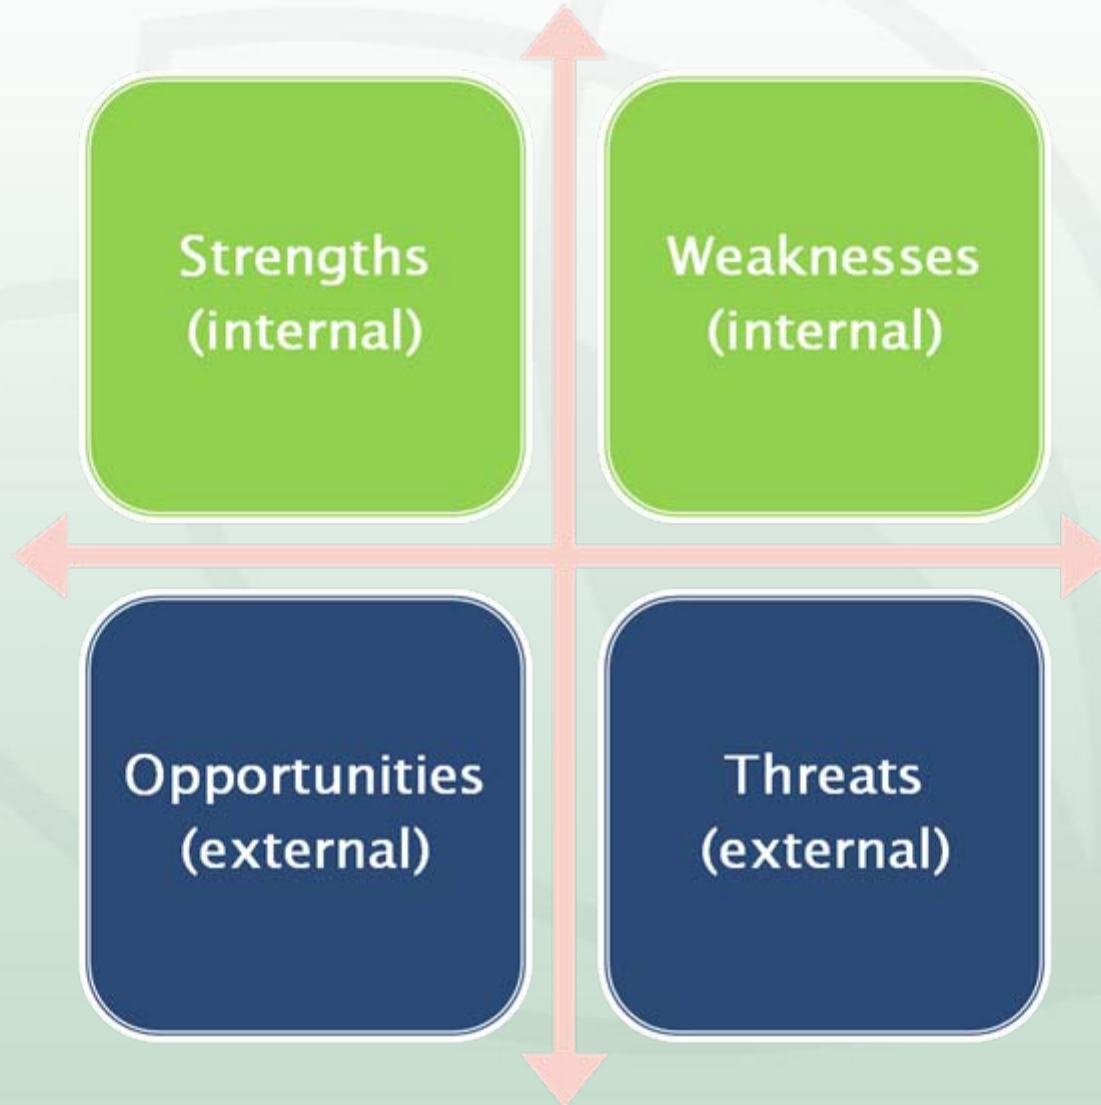 Strengths
(internal)
Weaknesses
(internal)
Opportunities
(external)
Threats
(external)